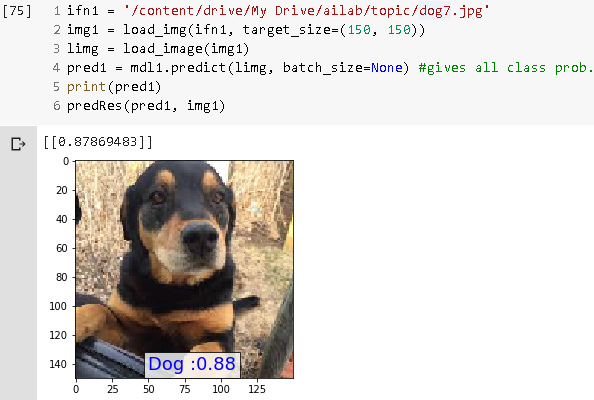 [75]
1 ifn1 = '/content/drive/My Drive/ailab/topic/dog7.jpg'
2 img1 = load_img(ifn1, target_size=(150, 150))
3 limg = load_image(img1)
4 pred1 = mdl1.predict(limg, batch_size=None) #gives all class prob.
5 print(pred1)
6 predRes(pred1, img1)
[[0.87869483]]
0
20
40
60
80
100
120
140
Dog :0.88
0 25 50 75 100 125